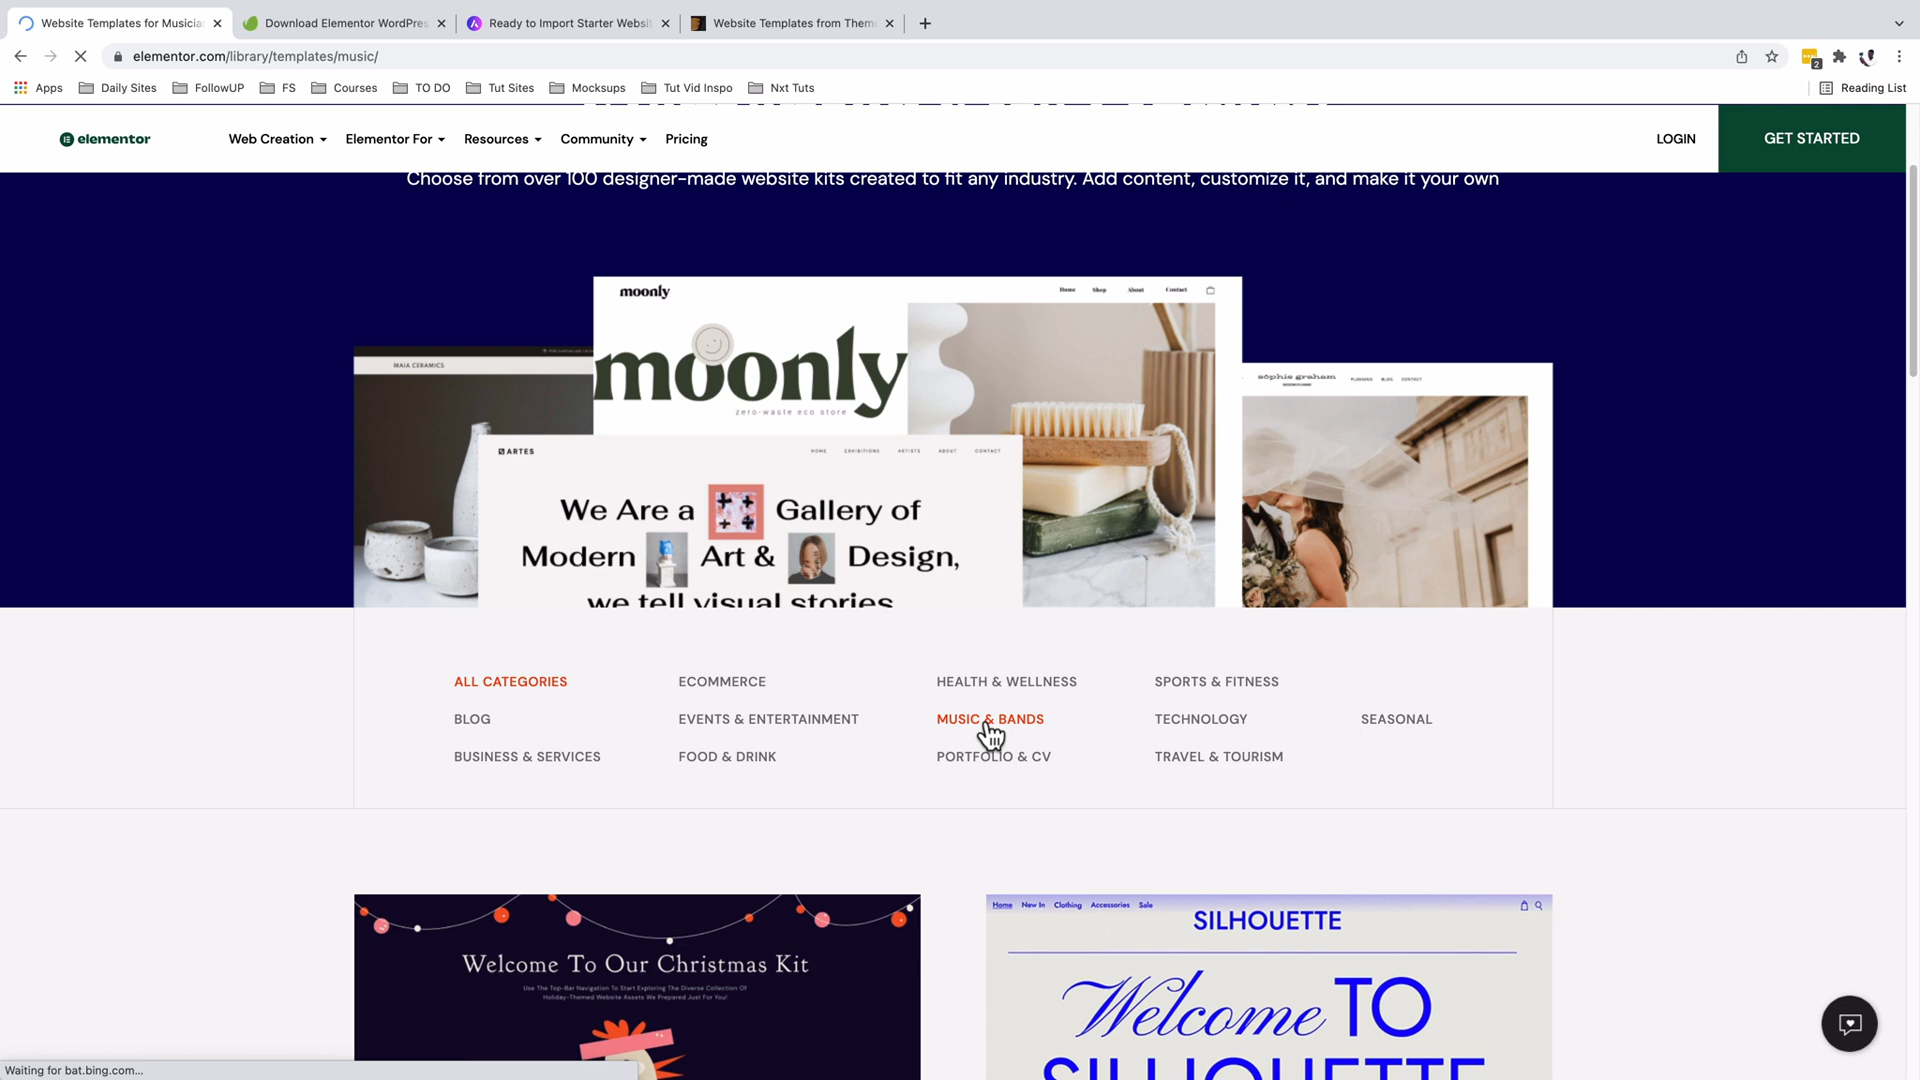 Website Templates for Musician
Download Elementor WordPres
Ready to Import Starter Websit
Website Templates from Them
elementor.com/library/templates/music/
2
Apps
Daily Sites
FollowUP
FS
Courses
TO DO
Tut Sites
Mocksups
Tut Vid Inspo
Nxt Tuts
Reading List
elementor
Web Creation
Elementor For
Resources
Community
Pricing
LOGIN
GET STARTED
Choose from over 100 designer-made website kits created to fit any industry. Add content, customize it, and make it your own
moonly
Home Shop About Contact
moonly
zero-waste eco store
MAIA CERAMICS
sophie graham
PLANNING BLOG CONTACT
ARTES
HOME EXHIBITIONS ARTISTS ABOUT CONTACT
We Are a Gallery of
Modern Art & Design,
we tell visual stories
ALL CATEGORIES
ECOMMERCE
HEALTH & WELLNESS
SPORTS & FITNESS
BLOG
EVENTS & ENTERTAINMENT
MUSIC & BANDS
TECHNOLOGY
SEASONAL
BUSINESS & SERVICES
FOOD & DRINK
PORTFOLIO & CV
TRAVEL & TOURISM
Welcome To Our Christmas Kit
Use The Top-Bar Navigation To Start Exploring The Diverse Collection Of
Holiday-Themed Website Assets We Prepared Just For You!
Home New In Clothing Accessories Sale
SILHOUETTE
Welcome TO
SILHOUETTE
Waiting for bat.bing.com...